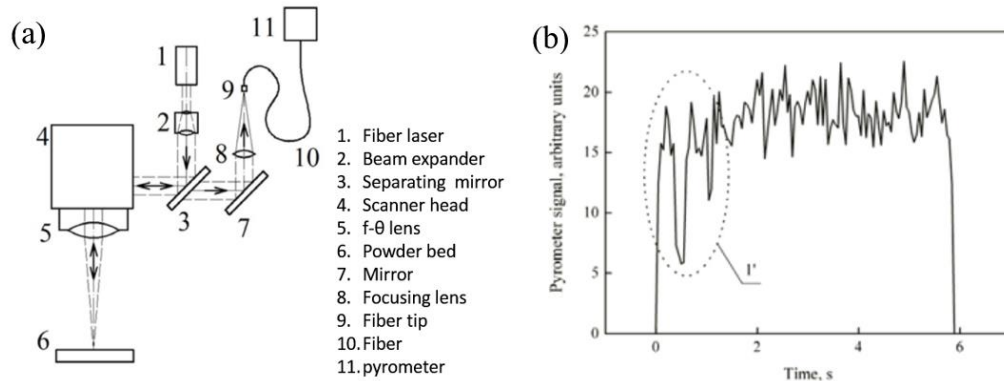 (a)
1
2
3
4
5
6
7
8
9
10
11
1. Fiber laser
2. Beam expander
3. Separating mirror
4. Scanner head
5. f-θ lens
6. Powder bed
7. Mirror
8. Focusing lens
9. Fiber tip
10. Fiber
11. pyrometer
(b)
Pyrometer signal, arbitrary units
25
20
15
10
5
0
1'
0 2 4 6
Time, s